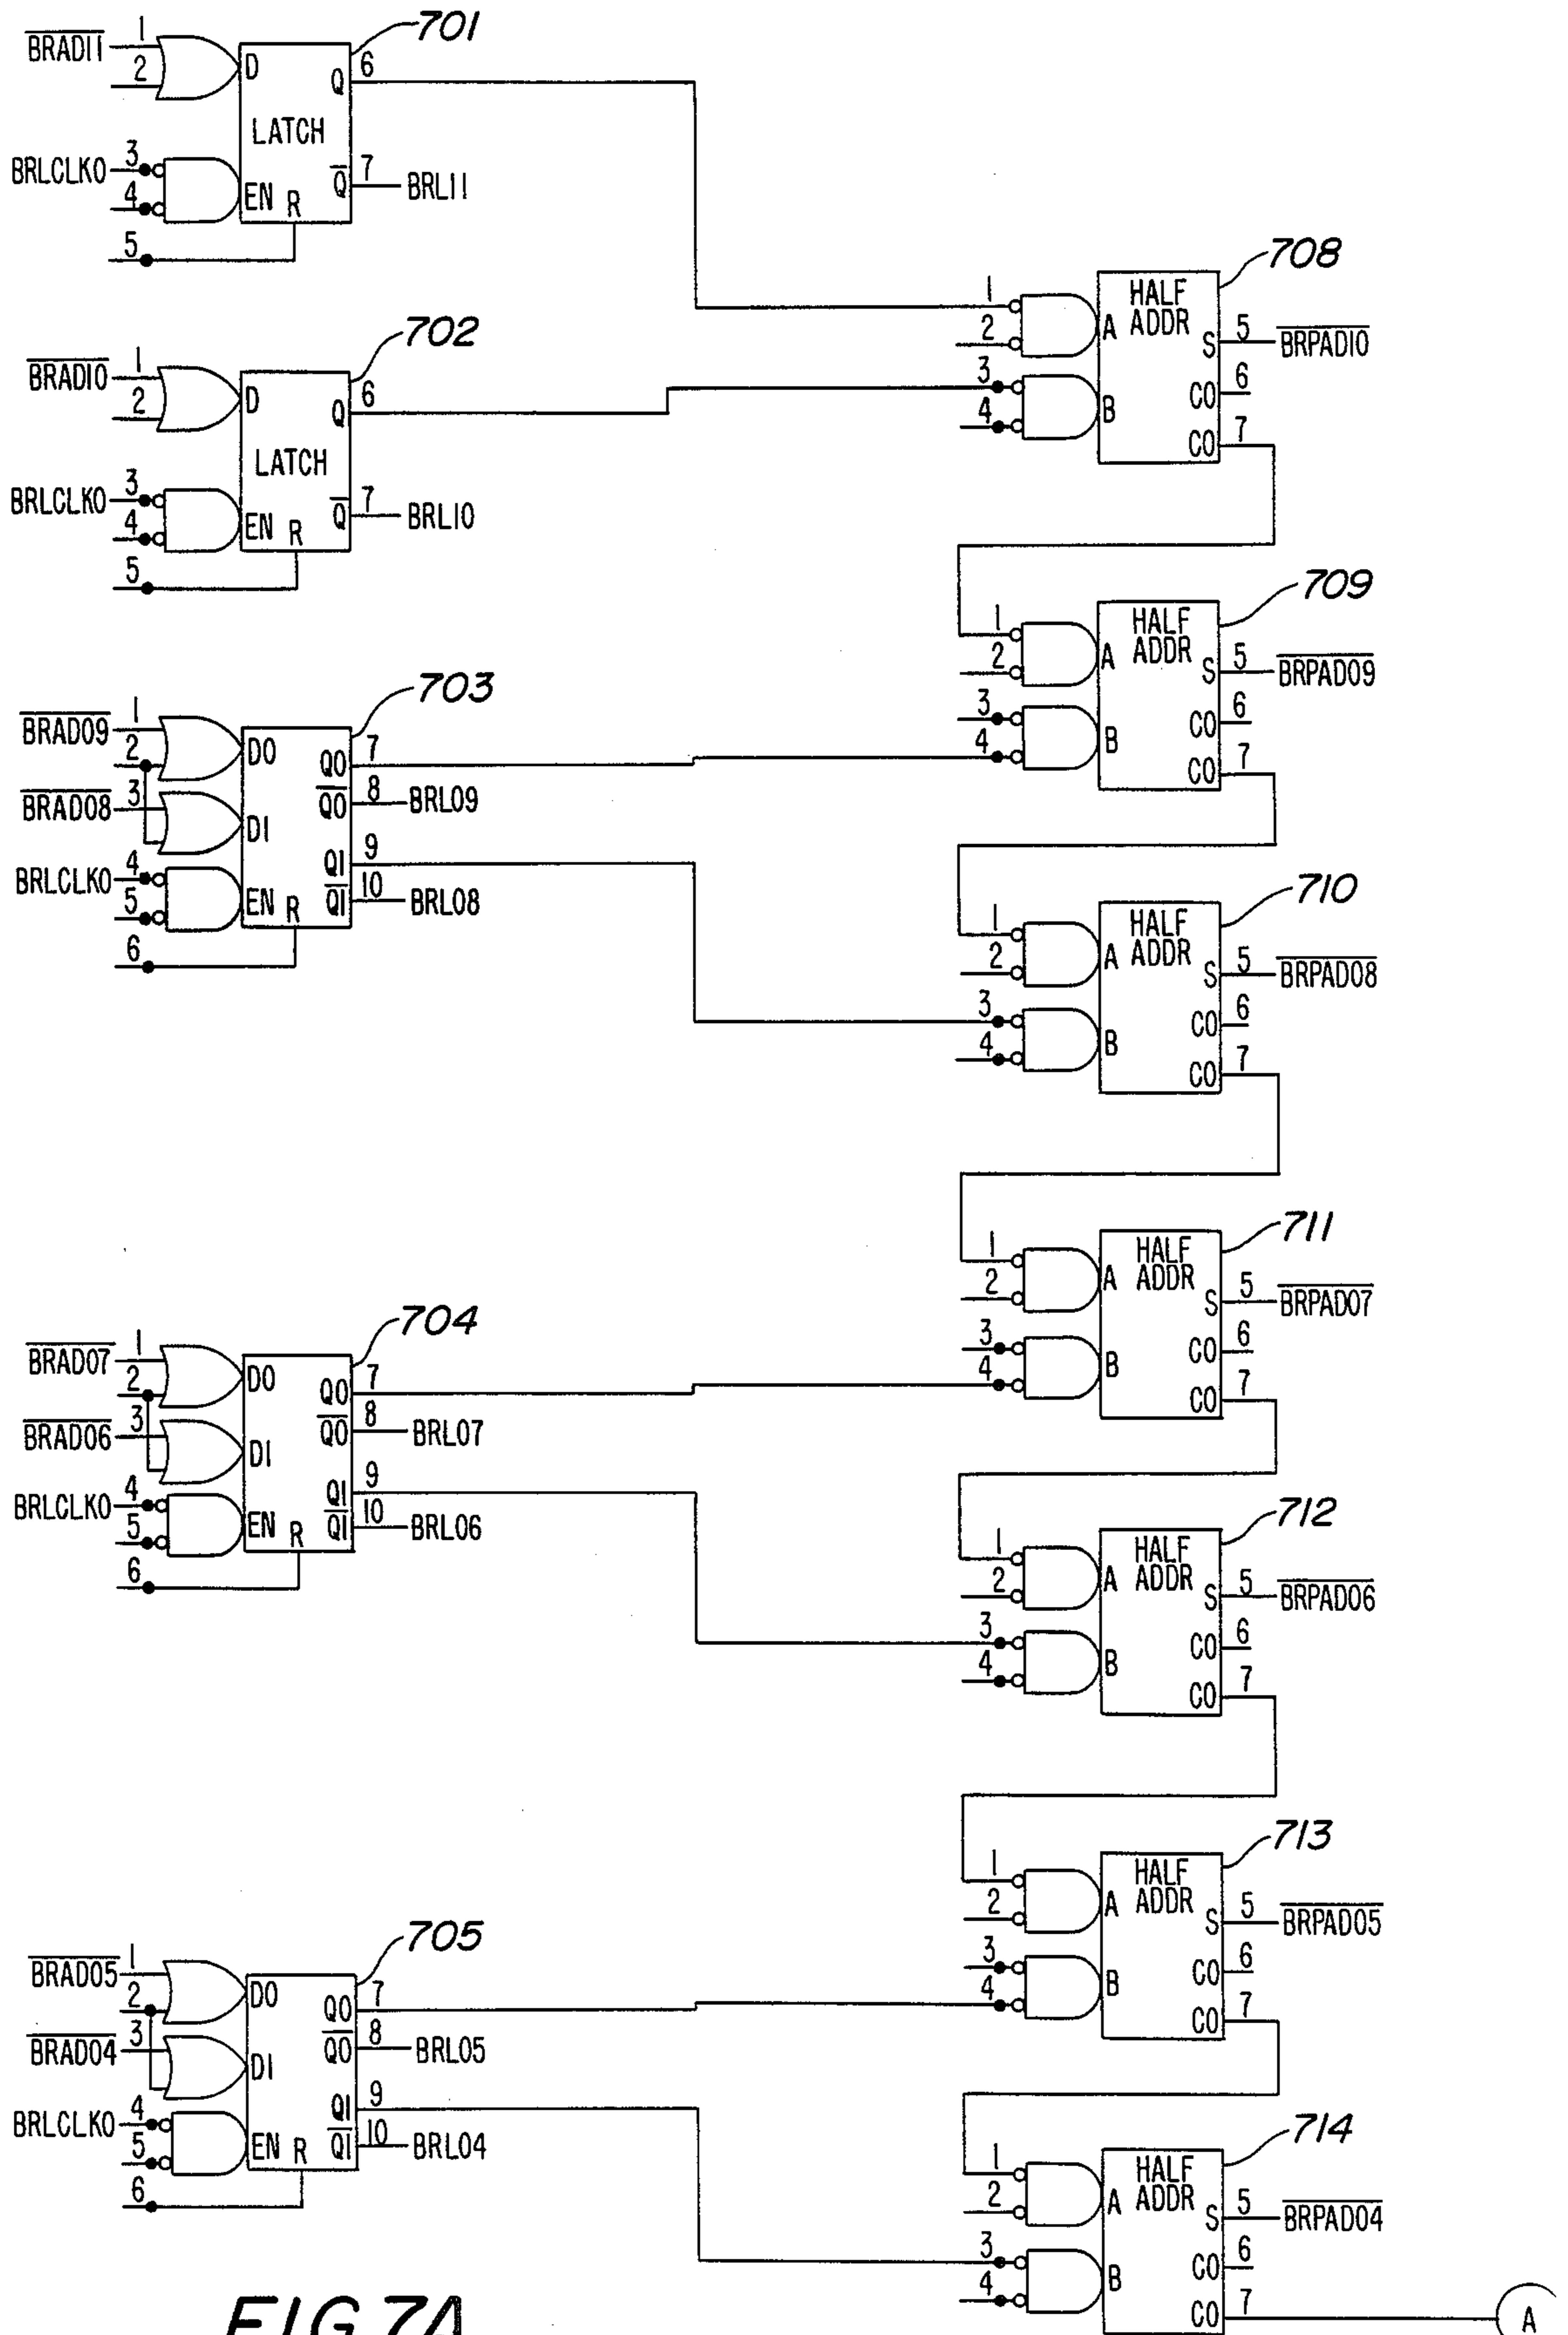 701
BRAD11 1
2
D Q 6
LATCH
BRLCLK0 3
4
EN R Q 7 BRL11
5
702
BRAD10 1
2
D Q 6
LATCH
BRLCLK0 3
4
EN R Q 7 BRL10
5
708
1
2
3
4
A B
HALF
ADDR
S 5 BRPAD10
CO 6
CO 7
709
1
2
3
4
A B
HALF
ADDR
S 5 BRPAD09
CO 6
CO 7
703
BRAD09 1
2
BRAD08 3
BRLCLK0 4
5
6
D0 Q0 7
Q0 8 BRL09
D1 Q1 9
EN R Q1 10 BRL08
710
1
2
3
4
A B
HALF
ADDR
S 5 BRPAD08
CO 6
CO 7
711
1
2
3
4
A B
HALF
ADDR
S 5 BRPAD07
CO 6
CO 7
704
BRAD07 1
2
BRAD06 3
BRLCLK0 4
5
6
D0 Q0 7
Q0 8 BRL07
D1 Q1 9
EN R Q1 10 BRL06
712
1
2
3
4
A B
HALF
ADDR
S 5 BRPAD06
CO 6
CO 7
713
1
2
3
4
A B
HALF
ADDR
S 5 BRPAD05
CO 6
CO 7
705
BRAD05 1
2
BRAD04 3
BRLCLK0 4
5
6
D0 Q0 7
Q0 8 BRL05
D1 Q1 9
EN R Q1 10 BRL04
714
1
2
3
4
A B
HALF
ADDR
S 5 BRPAD04
CO 6
CO 7
A
FIG 7A